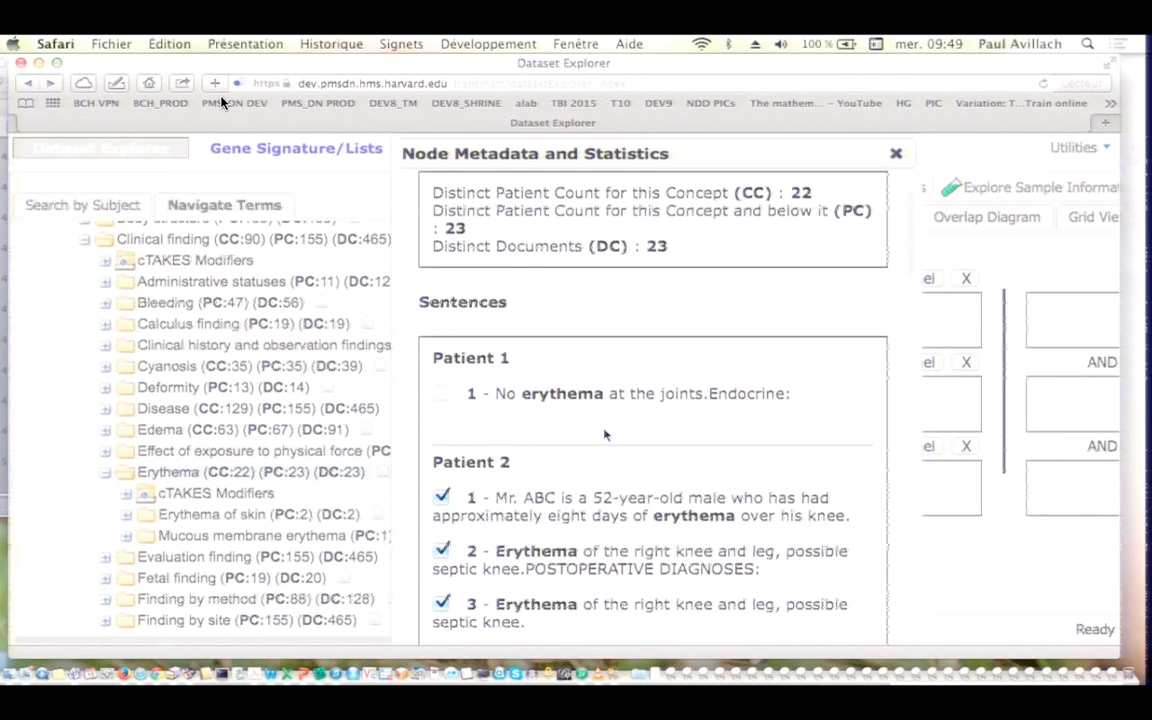 Safari Fichier Édition Présentation Historique Signets Développement Fenêtre Aide 100 % mer. 09:49 Paul Avillach
Dataset Explorer
https dev.pmsdn.hms.harvard.edu
BCH VPN BCH_PROD PMS_DN DEV PMS_DN PROD DEV8_TM DEV8_SHRINE alab TBI 2015 T10 DEV9 NDD PICs The mathem... – YouTube HG PIC Variation: T...Train online
Dataset Explorer
Dataset Explorer Gene Signature/Lists Node Metadata and Statistics Utilities
Explore Sample Informat
Search by Subject Navigate Terms Overlap Diagram Grid Vie
Distinct Patient Count for this Concept (CC) : 22
Distinct Patient Count for this Concept and below it (PC)
: 23
Distinct Documents (DC) : 23
Clinical finding (CC:90) (PC:155) (DC:465)
cTAKES Modifiers
Administrative statuses (PC:11) (DC:12
Bleeding (PC:47) (DC:56)
Calculus finding (PC:19) (DC:19)
Clinical history and observation findings
Cyanosis (CC:35) (PC:35) (DC:39)
Deformity (PC:13) (DC:14)
Disease (CC:129) (PC:155) (DC:465)
Edema (CC:63) (PC:67) (DC:91)
Effect of exposure to physical force (PC
Erythema (CC:22) (PC:23) (DC:23)
cTAKES Modifiers
Erythema of skin (PC:2) (DC:2)
Mucous membrane erythema (PC:1)
Evaluation finding (PC:155) (DC:465)
Fetal finding (PC:19) (DC:20)
Finding by method (PC:88) (DC:128)
Finding by site (PC:155) (DC:465)
Sentences
Patient 1
1 - No erythema at the joints.Endocrine:
Patient 2
1 - Mr. ABC is a 52-year-old male who has had
approximately eight days of erythema over his knee.
2 - Erythema of the right knee and leg, possible
septic knee.POSTOPERATIVE DIAGNOSES:
3 - Erythema of the right knee and leg, possible
septic knee.
el X
el X AND
el X AND
Ready